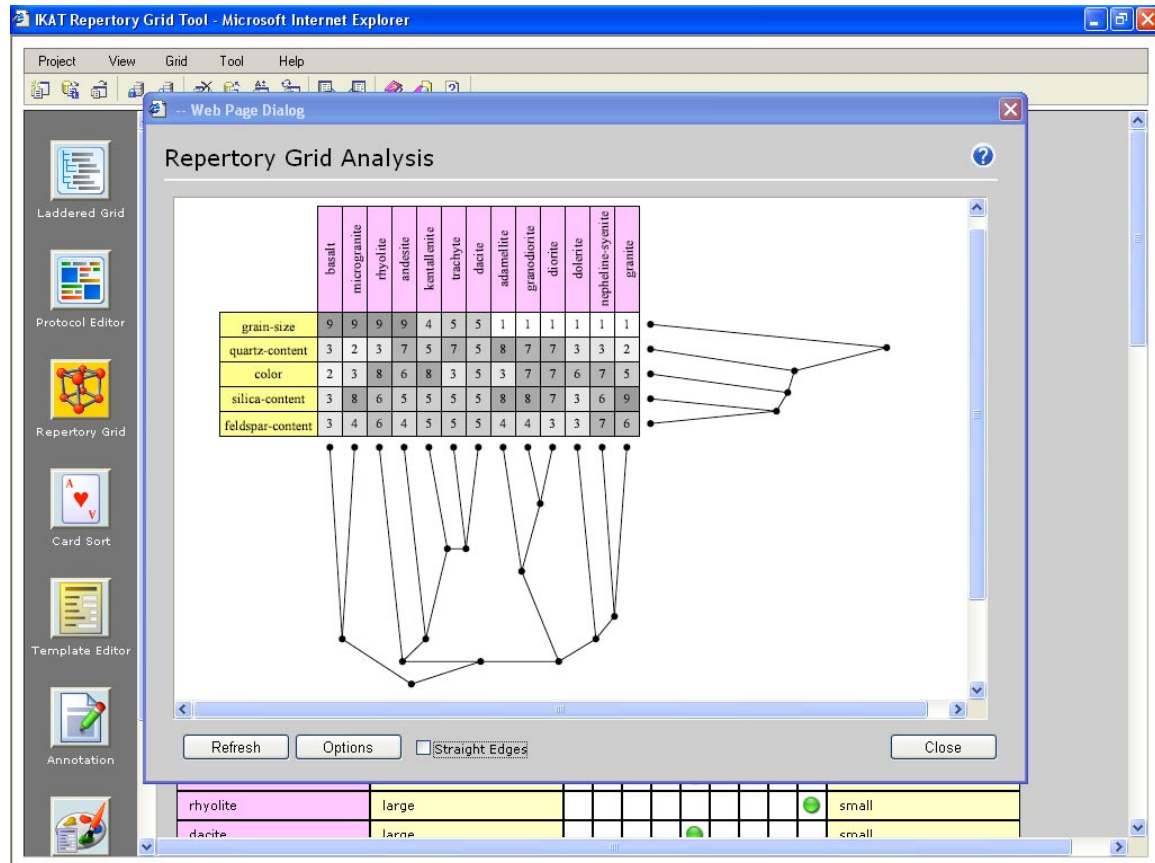 IKAT Repertory Grid Tool - Microsoft Internet Explorer
Project View Grid Tool Help
-- Web Page Dialog
Repertory Grid Analysis
Laddered Grid
Protocol Editor
Repertory Grid
A
V
Card Sort
Template Editor
Annotation
basalt microgranite rhyolite andesite kentallenite trachyte dacite adamellite granodiorite diorite dolerite nepheline-syenite granite
grain-size 9 9 9 9 4 5 5 1 1 1 1 1 1
quartz-content 3 2 3 7 5 7 5 8 7 7 3 3 2
color 2 3 8 6 8 3 5 3 7 7 6 7 5
silica-content 3 8 6 5 5 5 5 8 8 7 3 6 9
feldspar-content 3 4 6 4 5 5 5 4 4 3 3 7 6
Refresh Options Straight Edges Close
rhyolite large small
dacite large small